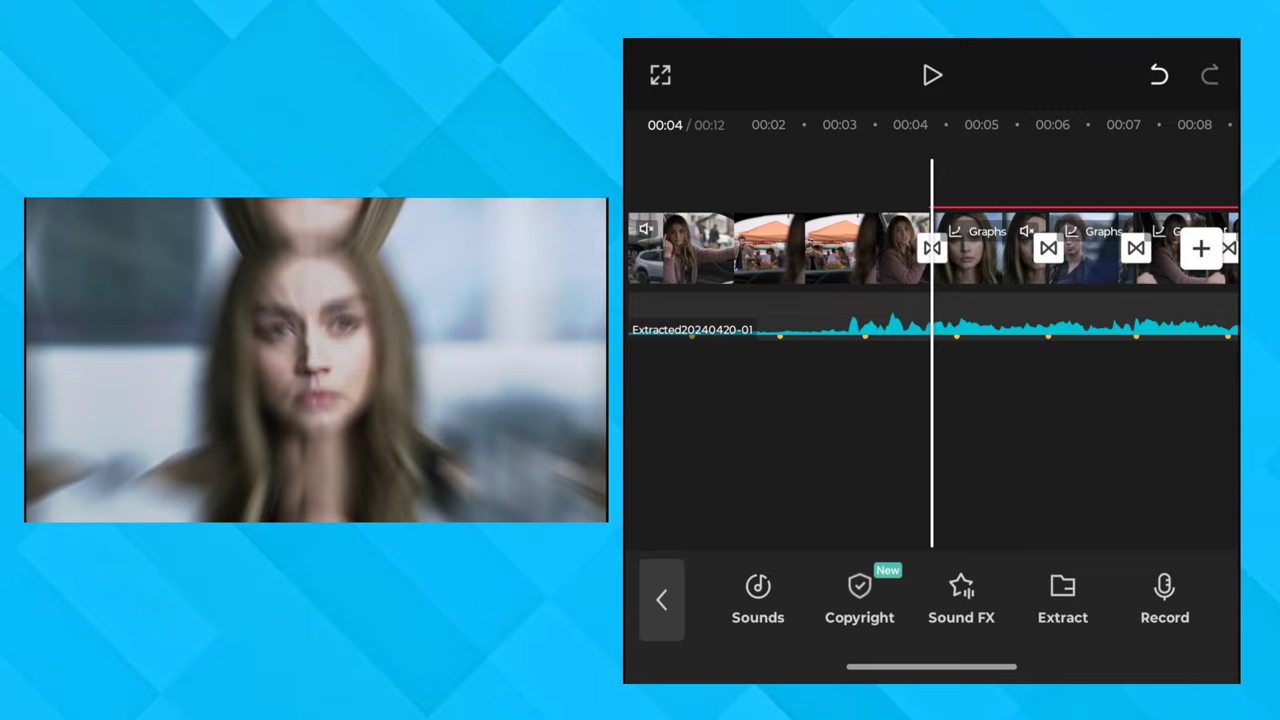 00:04 / 00:12 00:02 • 00:03 • 00:04 • 00:05 • 00:06 • 00:07 • 00:08 •
Graphs Graphs
Extracted20240420-01
New
Sounds Copyright Sound FX Extract Record